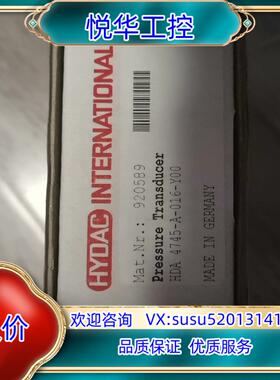 悦华工控
HYDAC INTERNATIONAL
Mat.Nr.: 920589
Pressure Transducer
HDA 4745-A-016-Y00
MADE IN GERMANY
价
欢迎咨询 VX:susu52013141
品质保证 优质服务